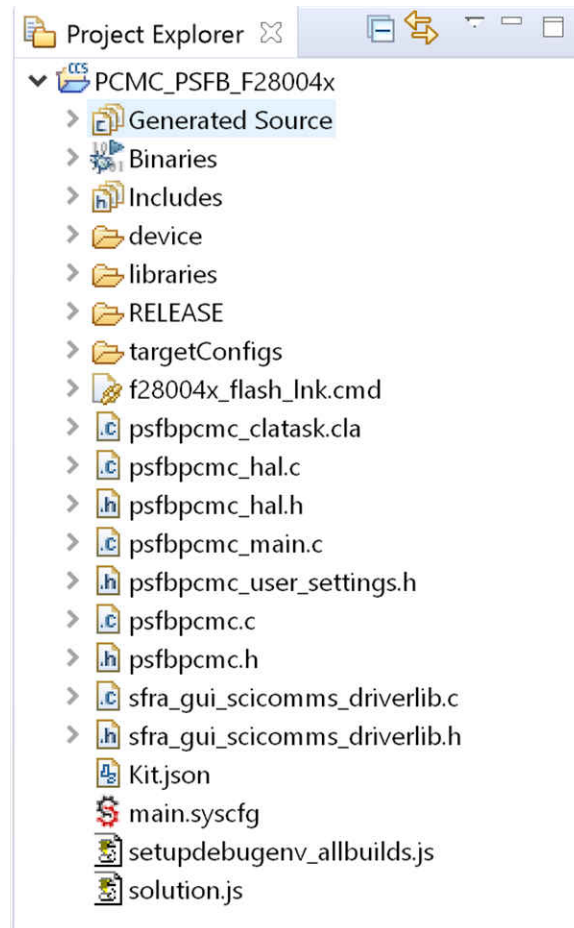 Project Explorer
PCMC_PSFB_F28004x
Generated Source
Binaries
Includes
device
libraries
RELEASE
targetConfigs
f28004x_flash_lnk.cmd
psfbpcmc_clatask.cla
psfbpcmc_hal.c
psfbpcmc_hal.h
psfbpcmc_main.c
psfbpcmc_user_settings.h
psfbpcmc.c
psfbpcmc.h
sfra_gui_scicomms_driverlib.c
sfra_gui_scicomms_driverlib.h
Kit.json
main.syscfg
setupdebugenv_allbuilds.js
solution.js